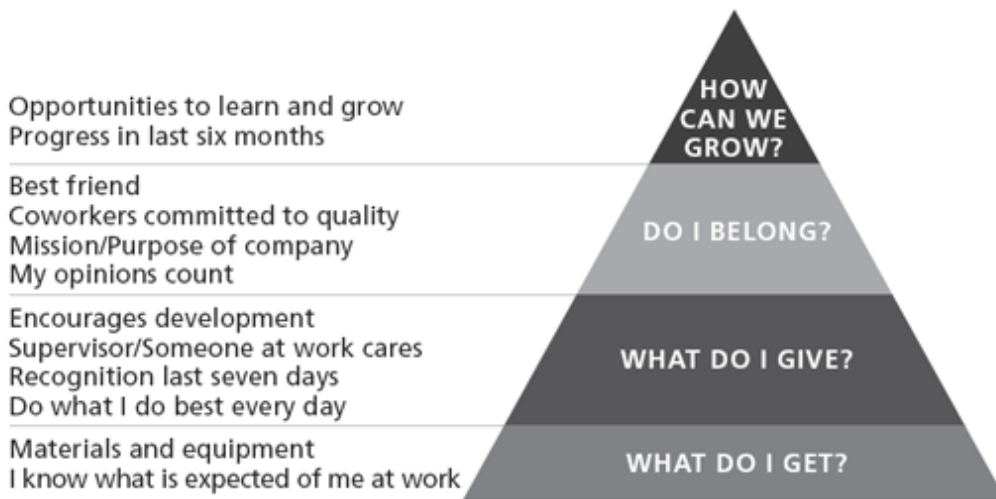 Opportunities to learn and grow
Progress in last six months
HOW
CAN WE
GROW?
Best friend
Coworkers committed to quality
Mission/Purpose of company
My opinions count
DO I BELONG?
Encourages development
Supervisor/Someone at work cares
Recognition last seven days
Do what I do best every day
WHAT DO I GIVE?
Materials and equipment
I know what is expected of me at work
WHAT DO I GET?